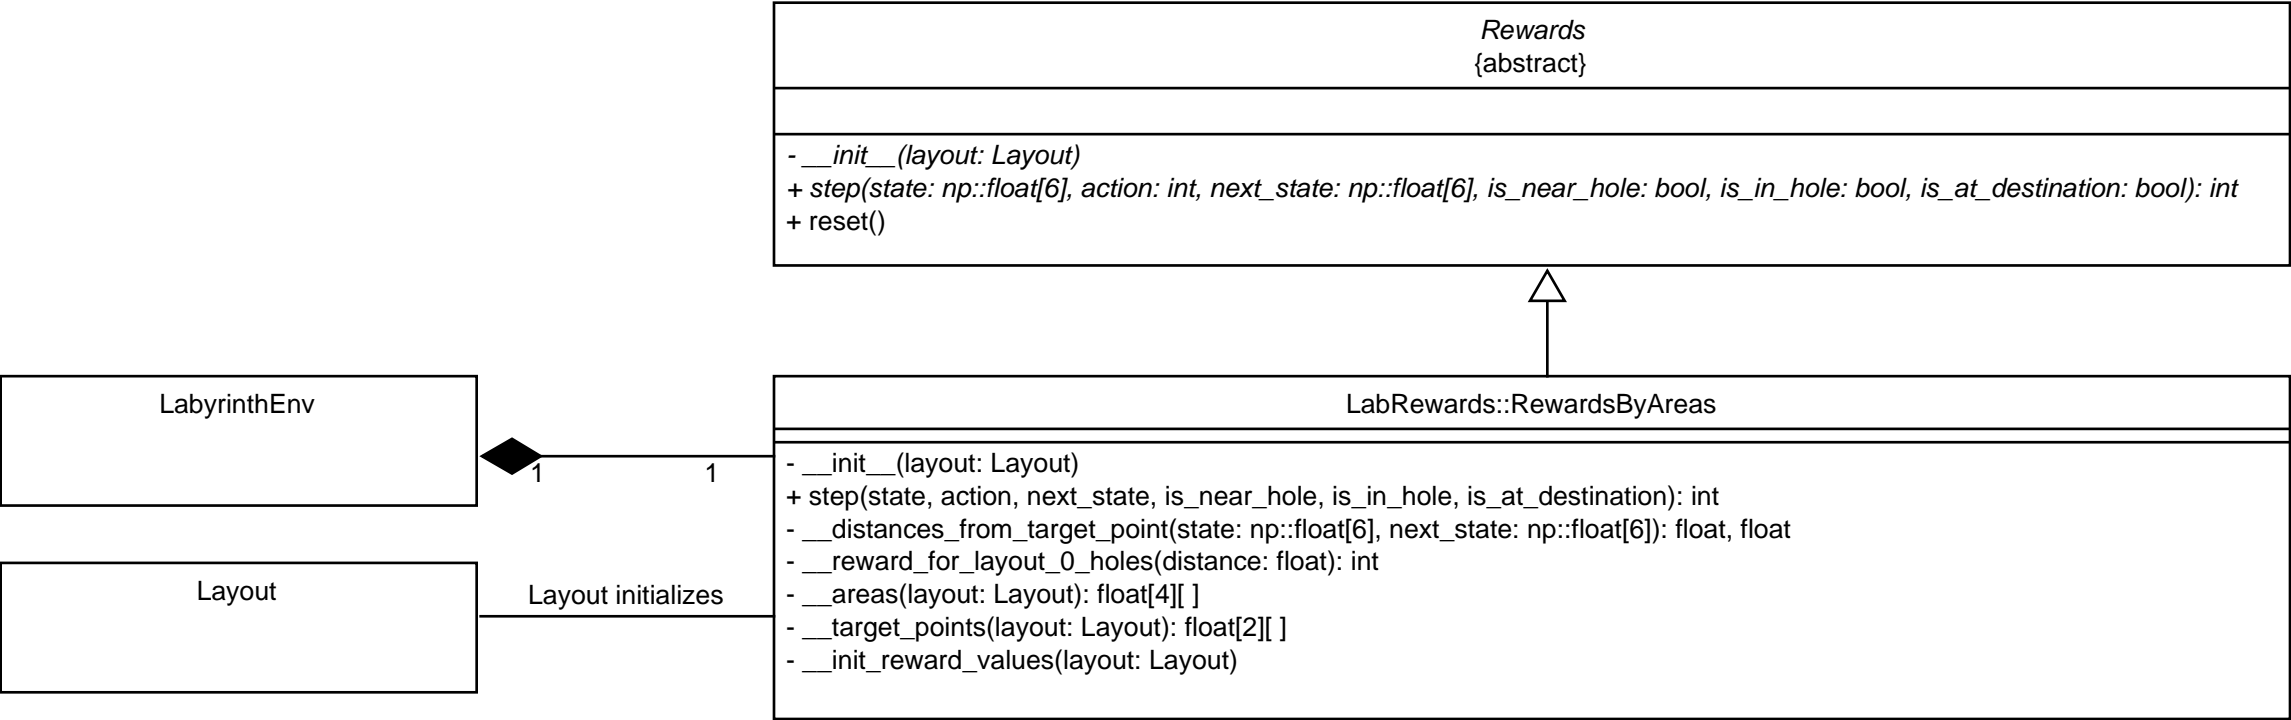 Rewards
{abstract}
- __init__(layout: Layout)
+ step(state: np::float[6], action: int, next_state: np::float[6], is_near_hole: bool, is_in_hole: bool, is_at_destination: bool): int
+ reset()
LabyrinthEnv
1
1
Layout
Layout initializes
LabRewards::RewardsByAreas
- __init__(layout: Layout)
+ step(state, action, next_state, is_near_hole, is_in_hole, is_at_destination): int
- __distances_from_target_point(state: np::float[6], next_state: np::float[6]): float, float
- __reward_for_layout_0_holes(distance: float): int
- __areas(layout: Layout): float[4][ ]
- __target_points(layout: Layout): float[2][ ]
- __init_reward_values(layout: Layout)